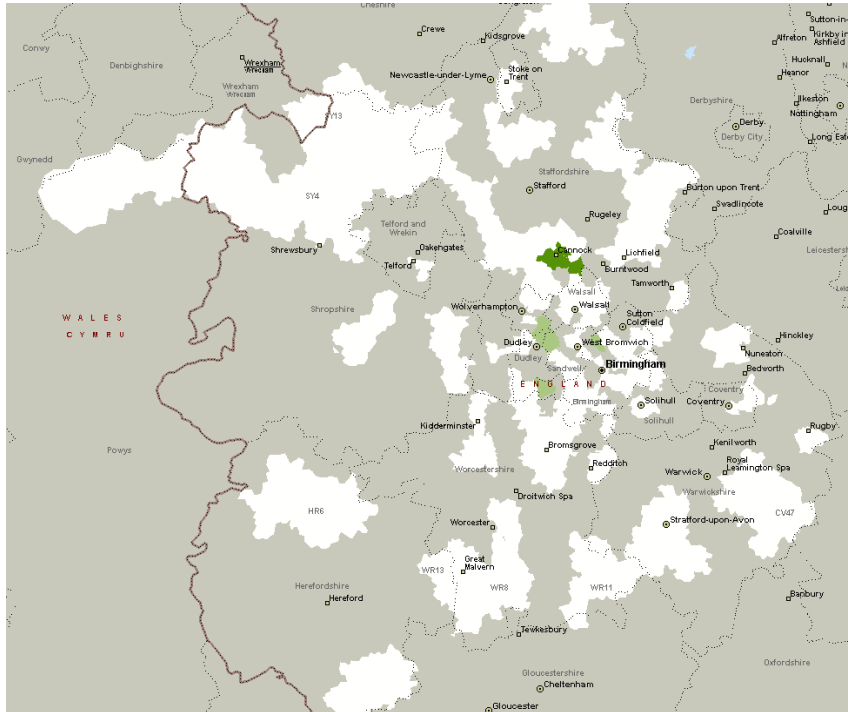 Cheshire
Sutton-in-
Crewe
Kidsgrove
Alfreton
Kirkby in
Ashfield
Conwy
Denbighshire
Wrexham
Wrecsam
Hucknall
Heanor
Newcastle-under-Lyme
Stoke on
Trent
Wrexham
Wrecsam
Derbyshire
Ilkeston
Nottingham
SY13
Derby
Derby City
Long Eato
Gwynedd
Staffordshire
SY4
Stafford
Burton upon Trent
Swadlincote
Loug
Rugeley
Telford and
Wrekin
Coalville
Shrewsbury
Oakengates
Telford
Cannock
Lichfield
Leicestersh
Burntwood
Walsall
Tamworth
Shropshire
Wolverhampton
Walsall
Sutton
Coldfield
WALES
CYMRU
Dudley
West Bromwich
Hinckley
Dudley
Nuneaton
Sandwell
Birmingham
Bedworth
ENGLAND
Coventry
Birmingham
Solihull
Coventry
Kidderminster
Solihull
Rugby
Powys
Bromsgrove
Kenilworth
Worcestershire
Redditch
Royal
Leamington Spa
Warwick
Droitwich Spa
Warwickshire
HR6
CV47
Worcester
Stratford-upon-Avon
Great
Malvern
WR13
WR8
WR11
Herefordshire
Hereford
Banbury
Tewkesbury
Oxfordshire
Gloucestershire
Cheltenham
Gloucester